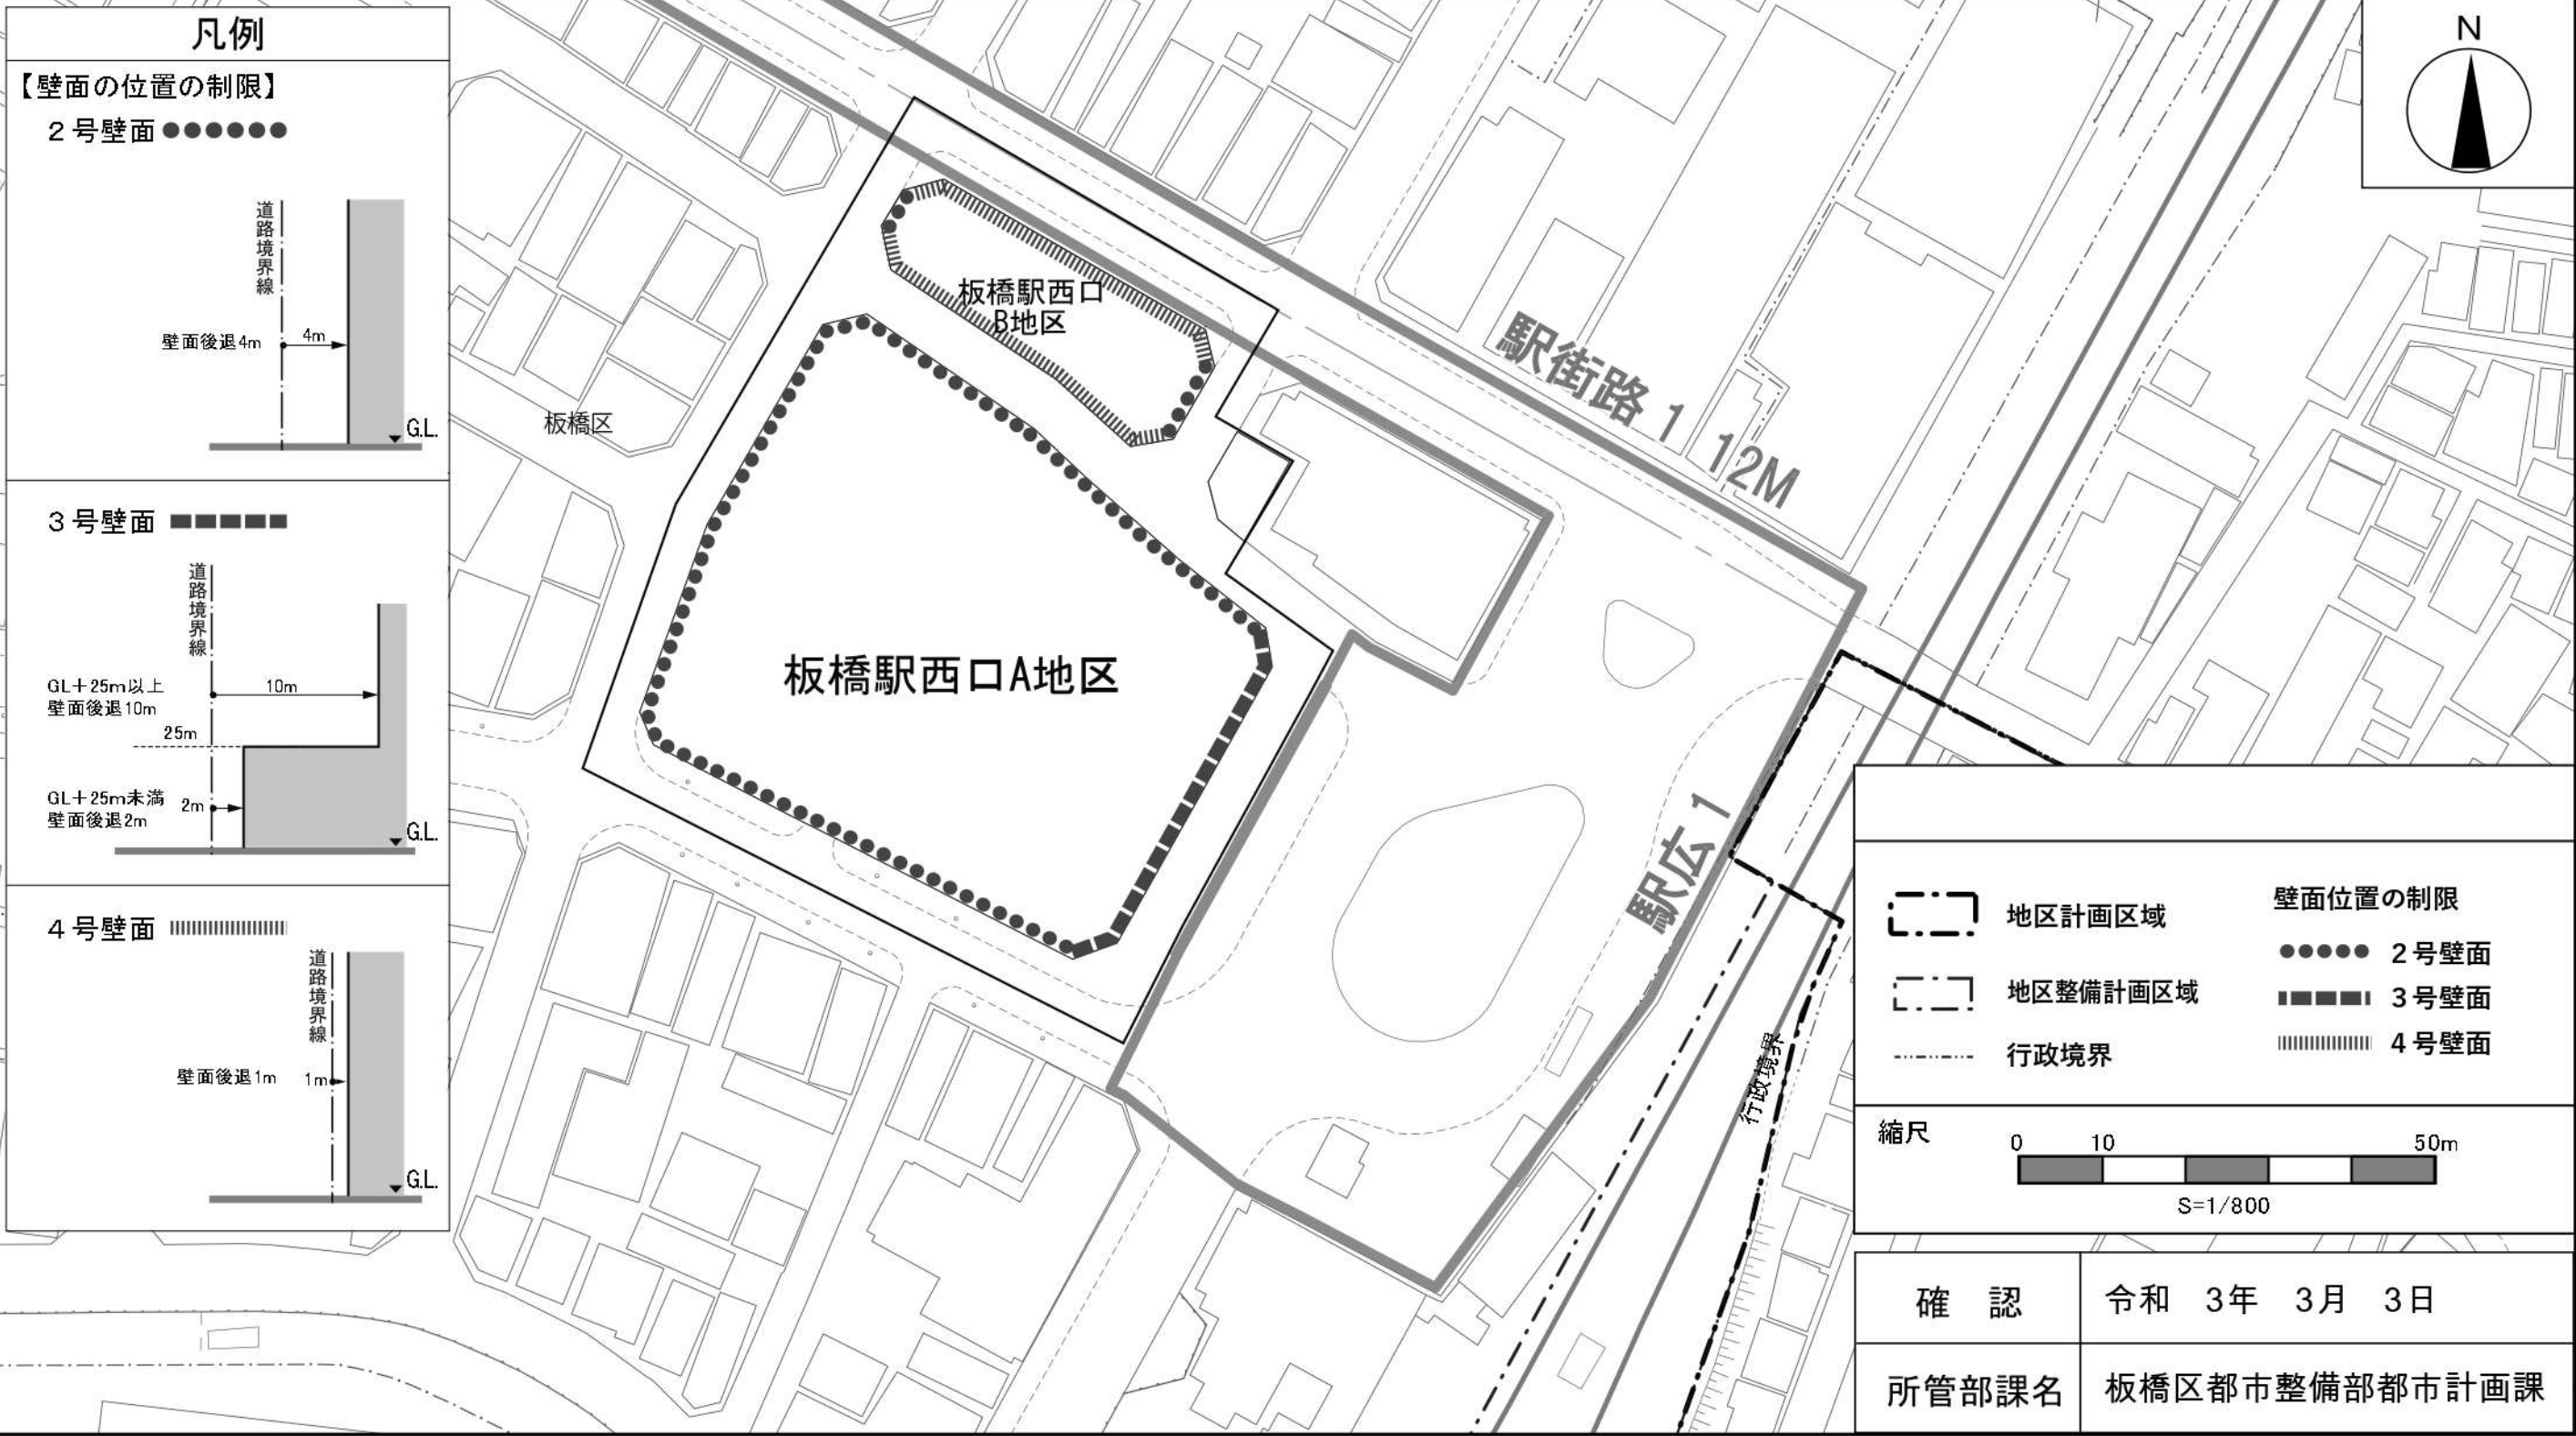 凡例
【壁面の位置の制限】
２号壁面
道路境界線
壁面後退4m
4m
G.L.
３号壁面
道路境界線
GL＋25m以上
壁面後退10m
10m
25m
GL＋25m未満
壁面後退2m
2m
G.L.
４号壁面
道路境界線
壁面後退1m
1m
G.L.
板橋区
板橋駅西口
B地区
板橋駅西口A地区
駅街路 1 12M
駅広 1
行政境界
N
地区計画区域
地区整備計画区域
行政境界
壁面位置の制限
２号壁面
３号壁面
４号壁面
縮尺
0 10 50m
S=1/800
確 認 令和 3年 3月 3日
所管部課名 板橋区都市整備部都市計画課